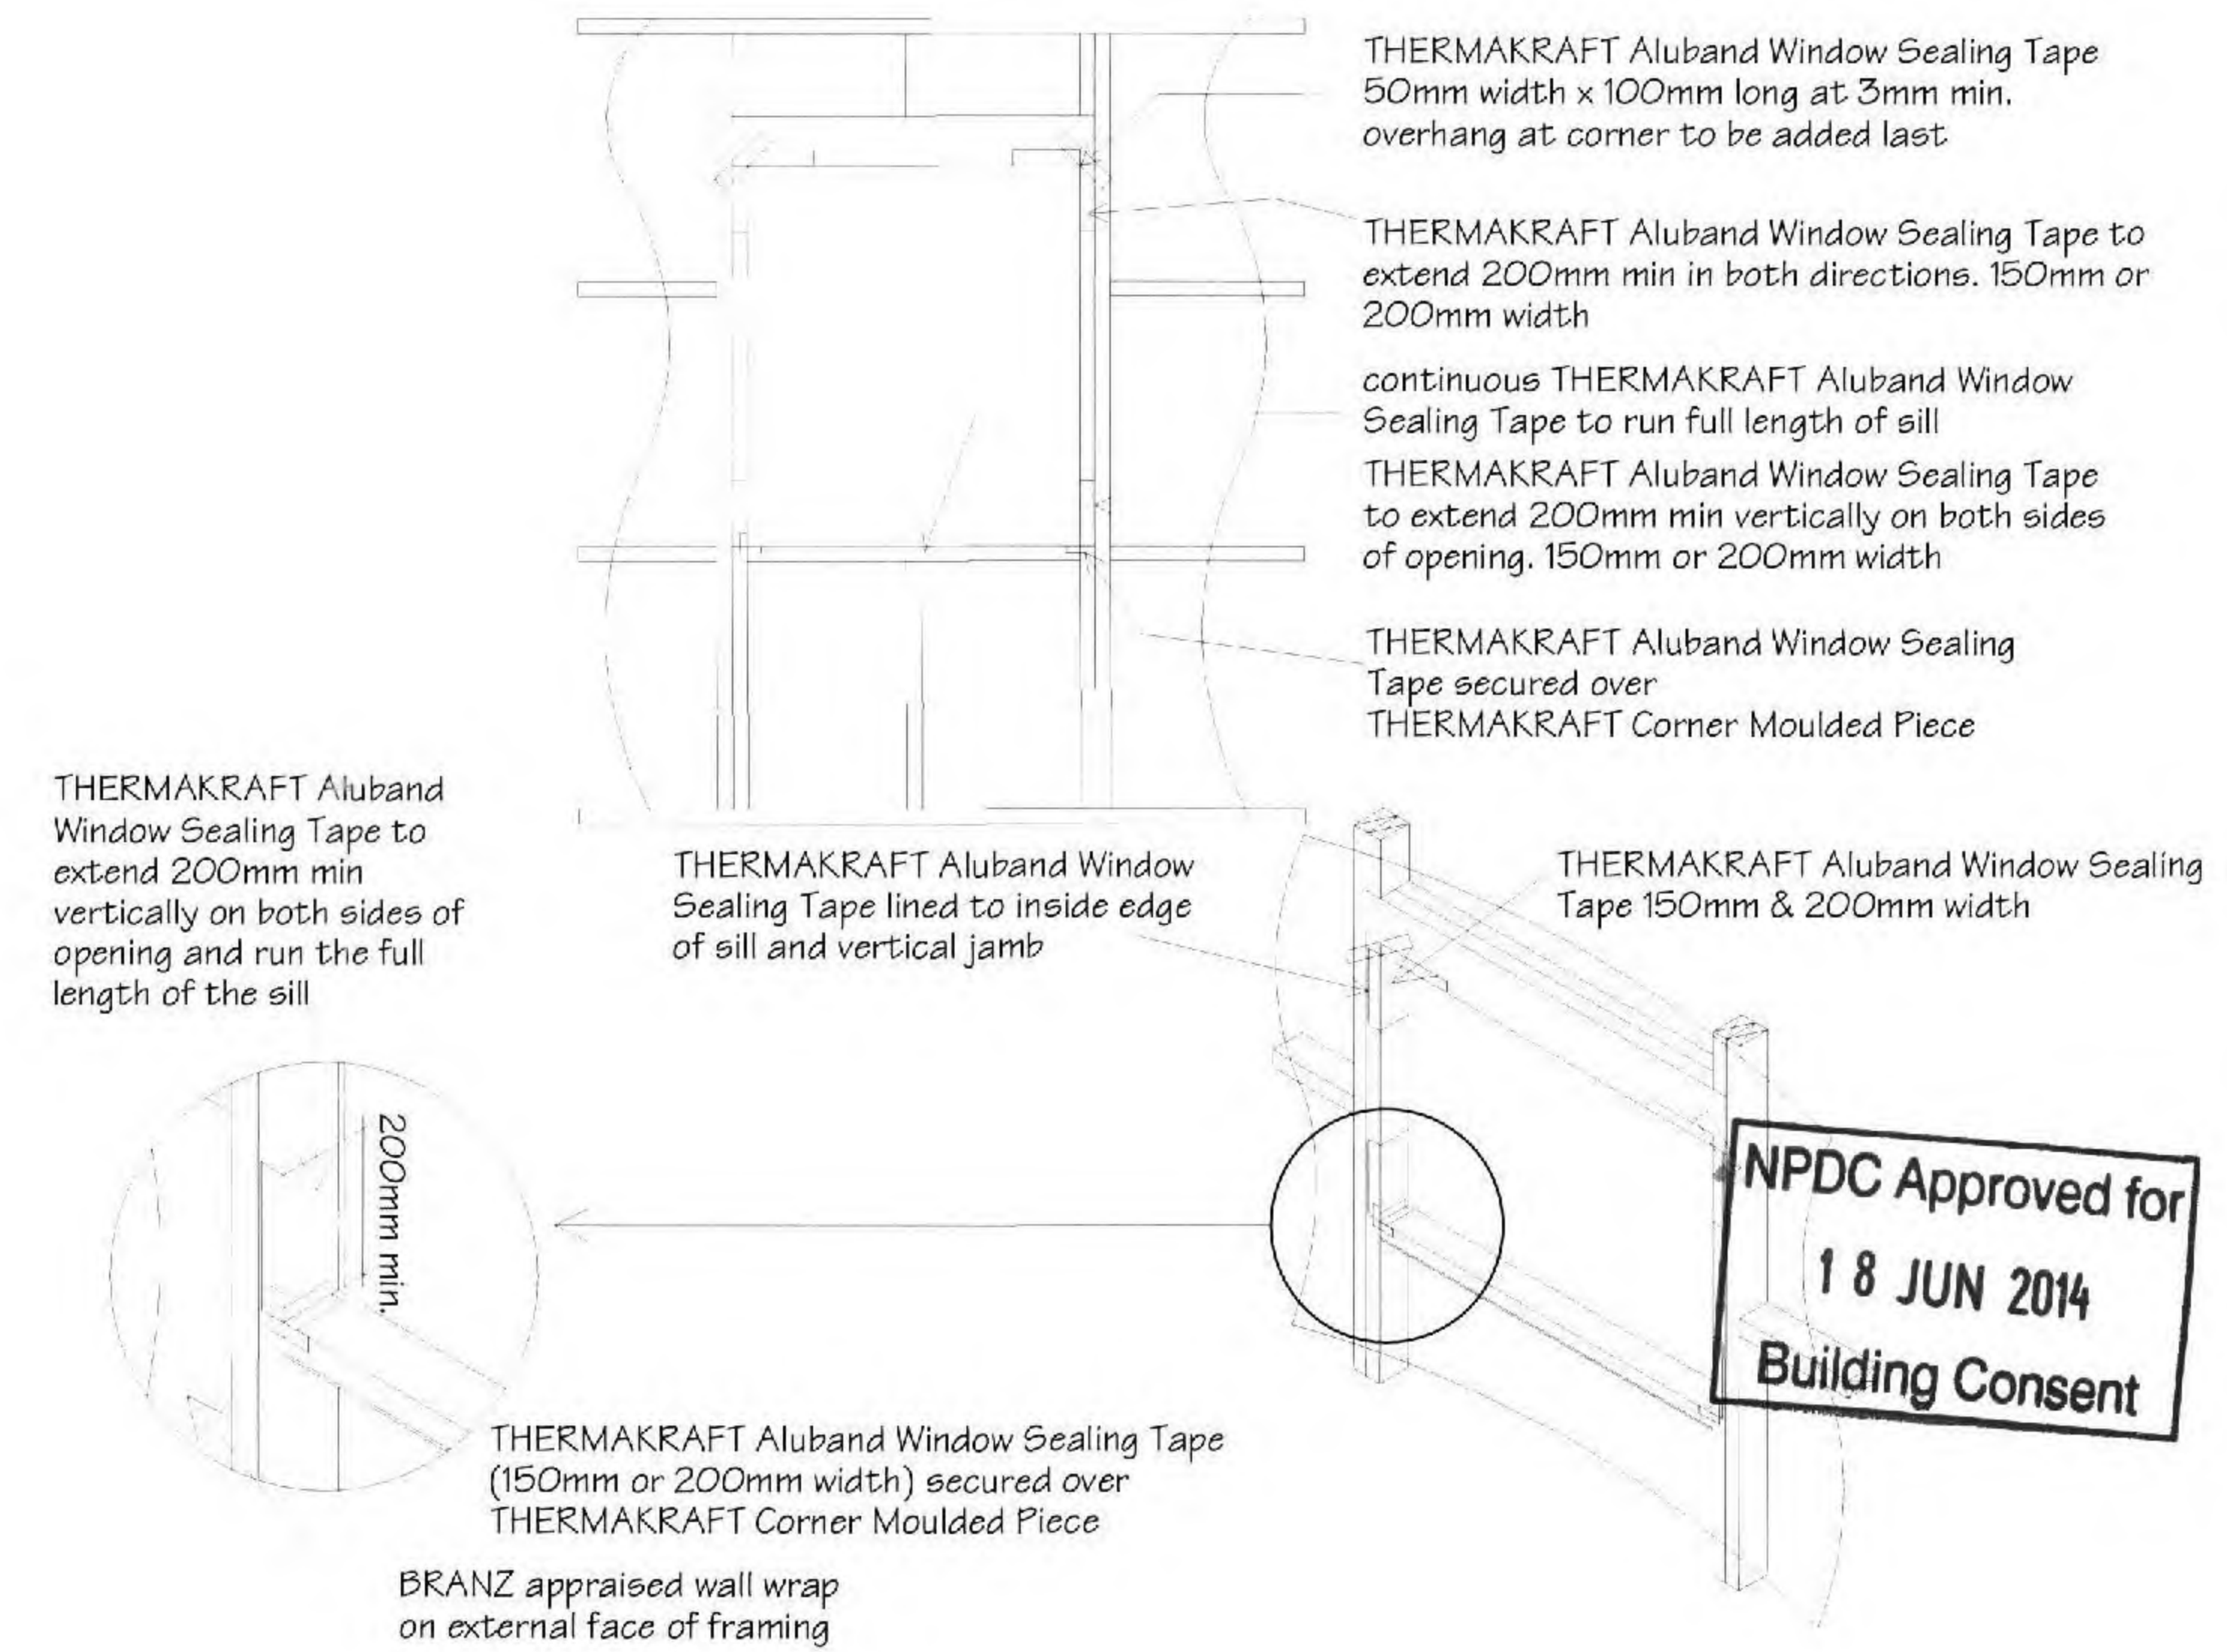 THERMAKRAFT Aluband Window Sealing Tape
50mm width x 100mm long at 3mm min.
overhang at corner to be added last
THERMAKRAFT Aluband Window Sealing Tape to
extend 200mm min in both directions. 150mm or
200mm width
continuous THERMAKRAFT Aluband Window
Sealing Tape to run full length of sill
THERMAKRAFT Aluband Window Sealing Tape
to extend 200mm min vertically on both sides
of opening. 150mm or 200mm width
THERMAKRAFT Aluband Window Sealing
Tape secured over
THERMAKRAFT Corner Moulded Piece
THERMAKRAFT Aluband
Window Sealing Tape to
extend 200mm min
vertically on both sides of
opening and run the full
length of the sill
THERMAKRAFT Aluband Window
Sealing Tape lined to inside edge
of sill and vertical jamb
THERMAKRAFT Aluband Window Sealing
Tape 150mm & 200mm width
200mm min.
NPDC Approved for
18 JUN 2014
Building Consent
THERMAKRAFT Aluband Window Sealing Tape
(150mm or 200mm width) secured over
THERMAKRAFT Corner Moulded Piece
BRANZ appraised wall wrap
on external face of framing